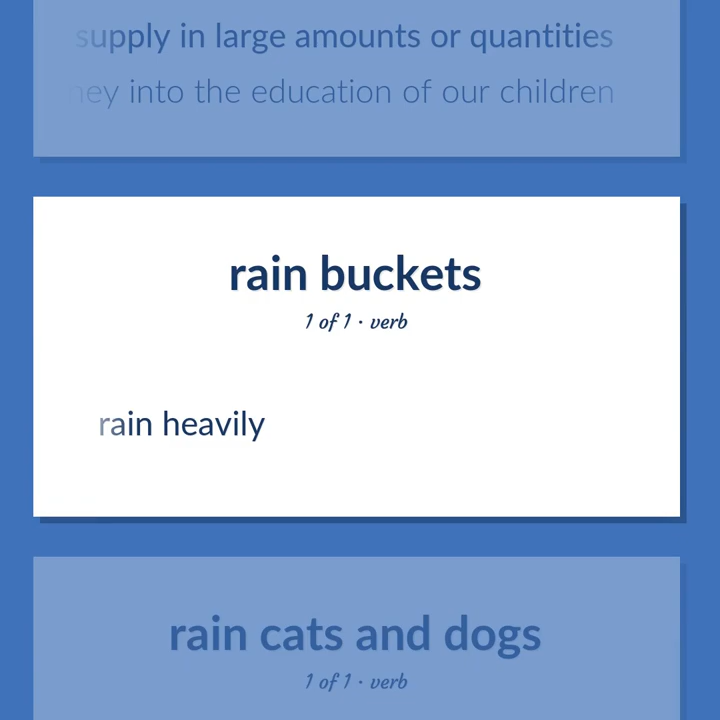 supply in large amounts or quantities
ney into the education of our children
rain buckets
1 of 1 · verb
rain heavily
rain cats and dogs
1 of 1 · verb